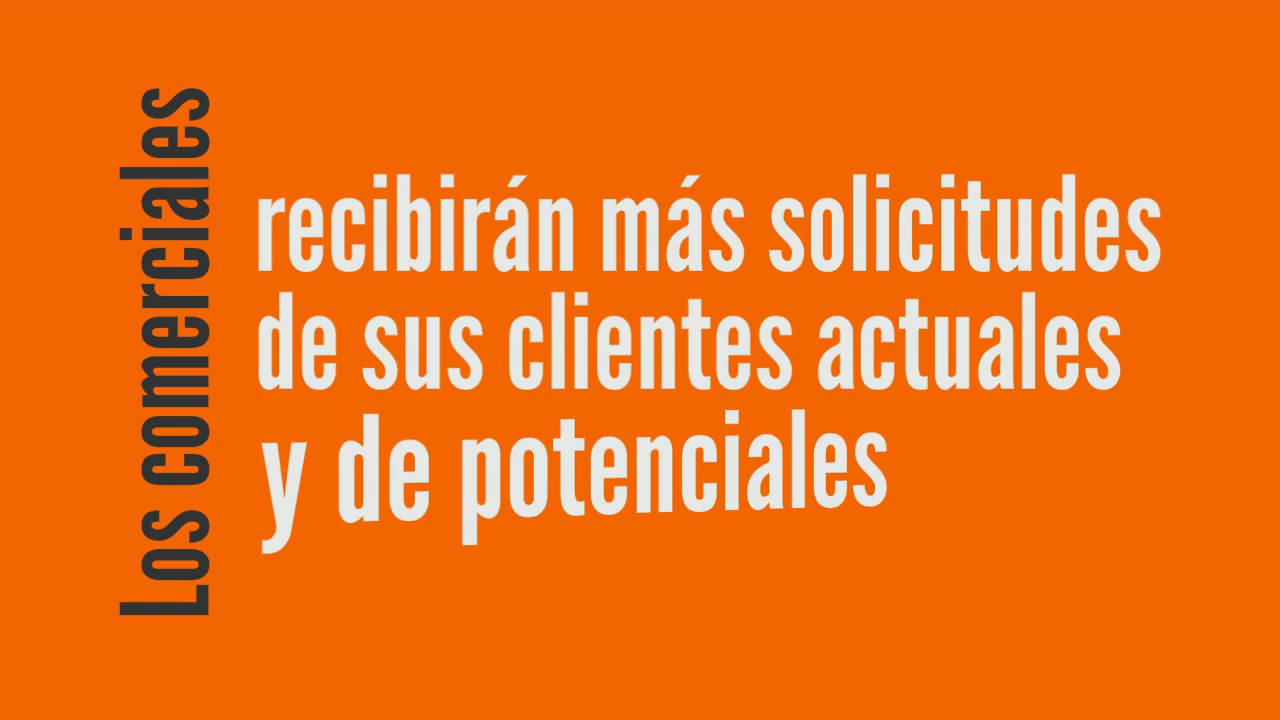 Los comerciales
recibirán más solicitudes
de sus clientes actuales
y de potenciales